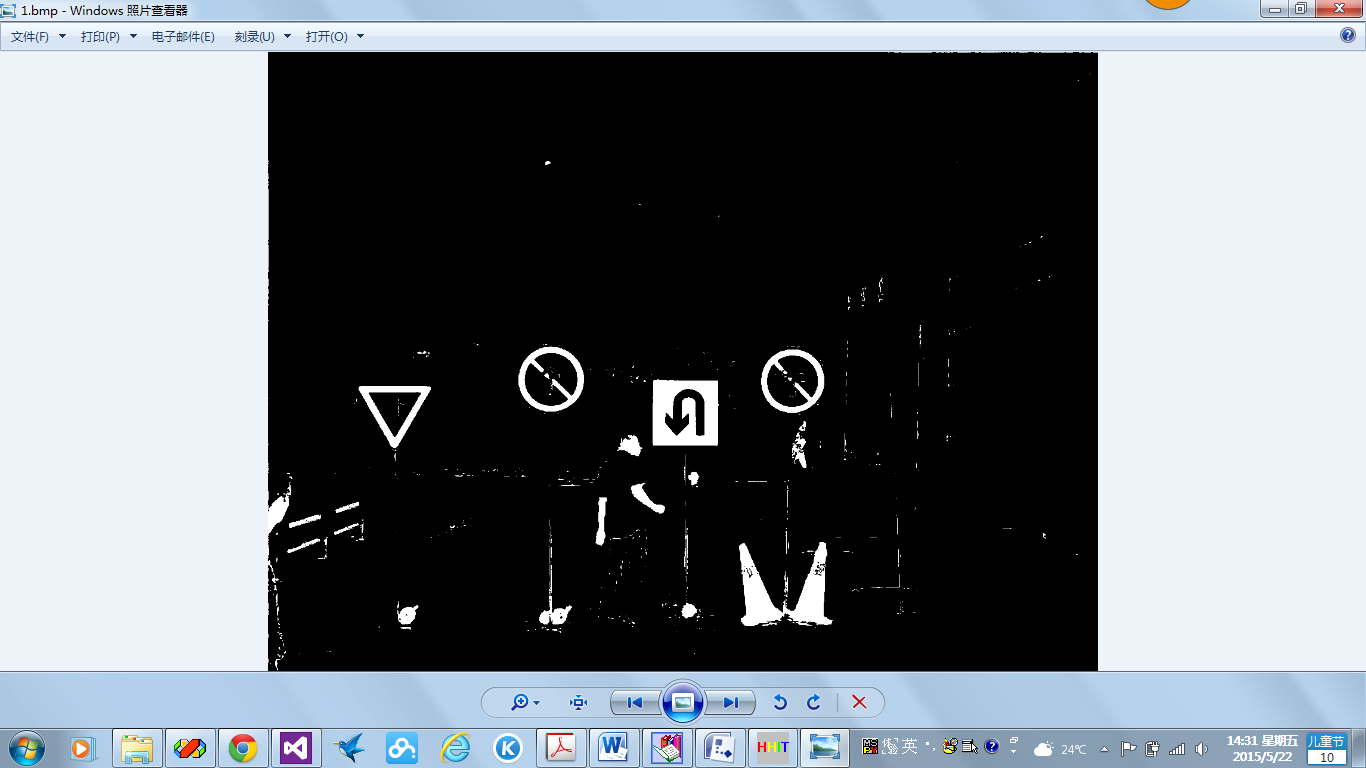 1.bmp - Windows 照片查看器
文件(F) 打印(P) 电子邮件(E) 刻录(U) 打开(O)
HHIT
英
24℃
14:31 星期五
2015/5/22
儿童节
10